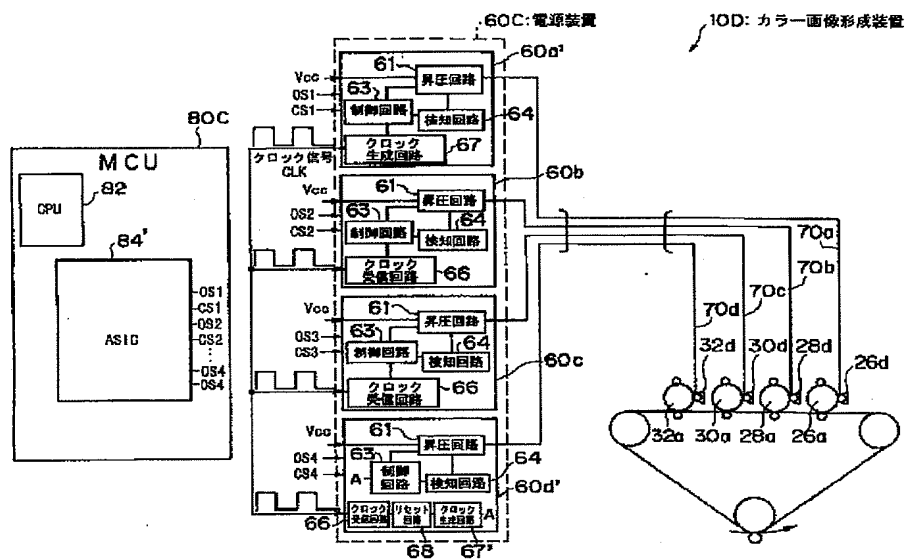 60C:電源装置
10D:カラー画像形成装置
60a'
Vcc
61
昇圧回路
OS1
63
CS1
制御回路
検知回路
64
クロック
生成回路
67
クロック信号
CLK
80C
MCU
CPU
82
84'
ASIC
OS1
CS1
OS2
CS2
⋮
OS4
OS4
60b
Vcc
61
昇圧回路
OS2
63
64
CS2
制御回路
検知回路
クロック
受信回路
66
Vcc
61
昇圧回路
OS3
63
64
CS3
制御回路
検知回路
60c
クロック
受信回路
66
Vcc
61
昇圧回路
OS4
63
CS4
A
制御
回路
検知回路
64
60d'
クロック
受信回路
リセット
回路
クロック
生成回路
A
66
68
67'
70a
70b
70c
70d
32d
30d
28d
26d
32a
30a
28a
26a